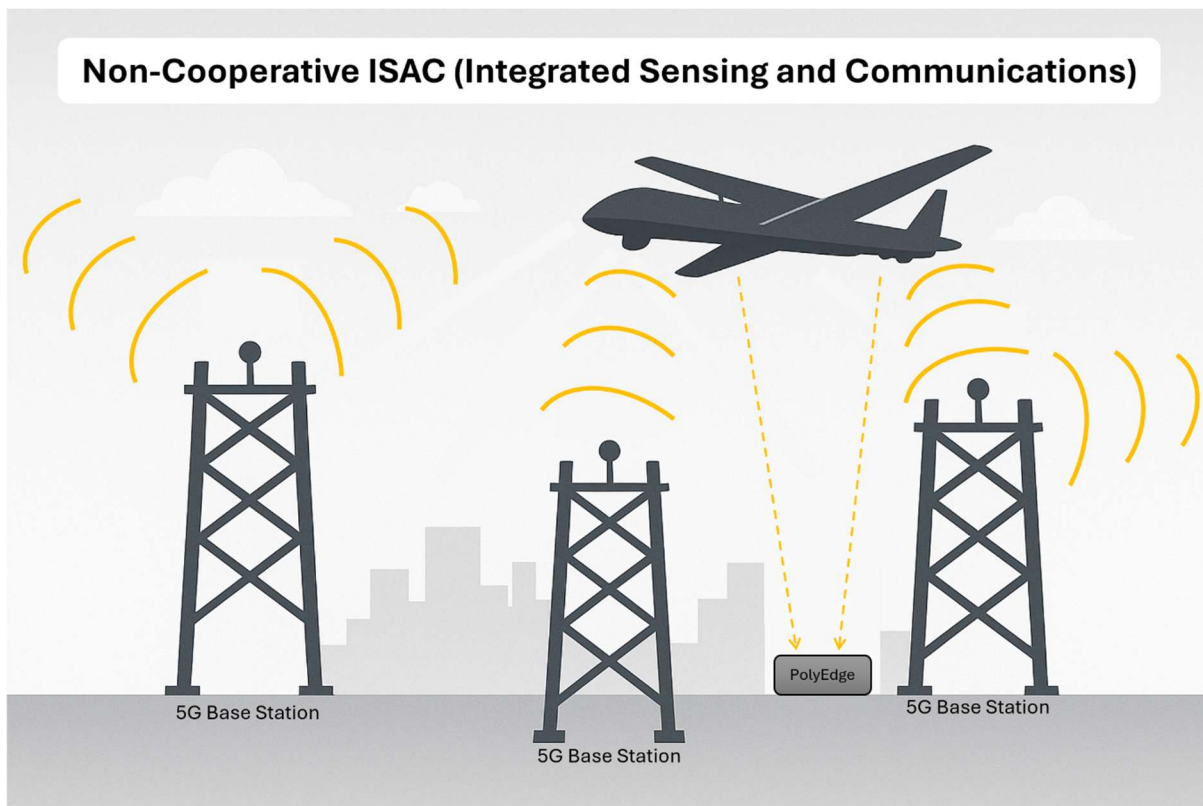 Non-Cooperative ISAC (Integrated Sensing and Communications)
PolyEdge
5G Base Station
5G Base Station
5G Base Station